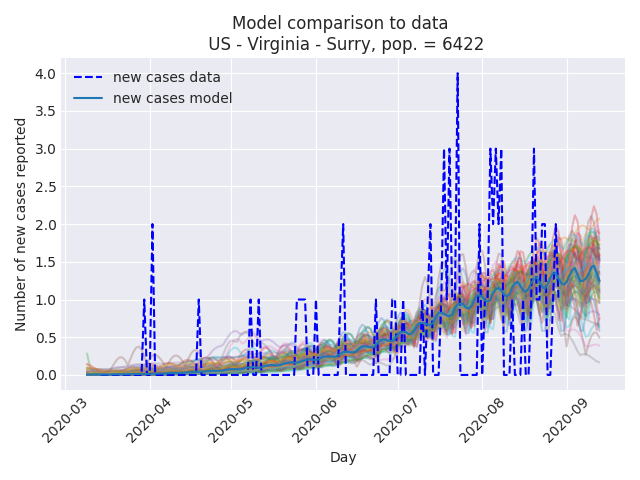 Model comparison to data
US - Virginia - Surry, pop. = 6422
new cases data
new cases model
Number of new cases reported
4.0
3.5
3.0
2.5
2.0
1.5
1.0
0.5
0.0
2020-03
2020-04
2020-05
2020-06
2020-07
2020-08
2020-09
Day